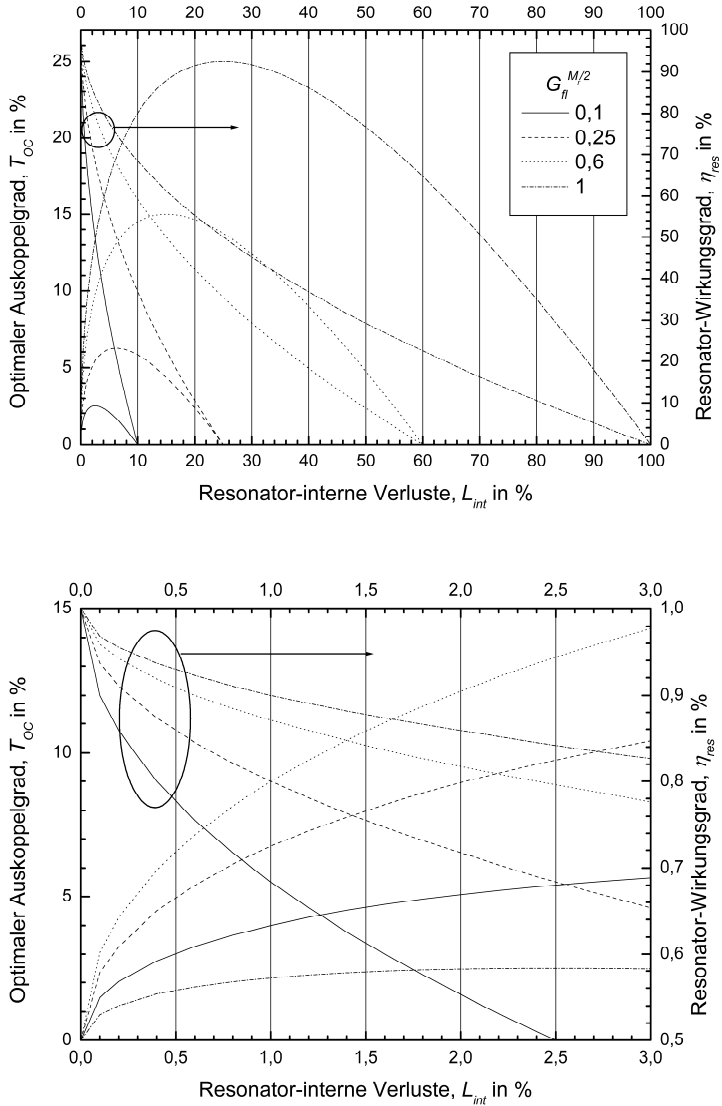 0 10 20 30 40 50 60 70 80 90 100
25
20
15
10
5
0
Optimaler Auskoppelgrad, T_OC in %
100
90
80
70
60
50
40
30
20
10
0
Resonator-Wirkungsgrad, η_res in %
G_fl^M_r/2
0,1
0,25
0,6
1
0 10 20 30 40 50 60 70 80 90 100
Resonator-interne Verluste, L_int in %
0,0 0,5 1,0 1,5 2,0 2,5 3,0
15
10
5
0
Optimaler Auskoppelgrad, T_OC in %
1,0
0,9
0,8
0,7
0,6
0,5
Resonator-Wirkungsgrad, η_res in %
0,0 0,5 1,0 1,5 2,0 2,5 3,0
Resonator-interne Verluste, L_int in %